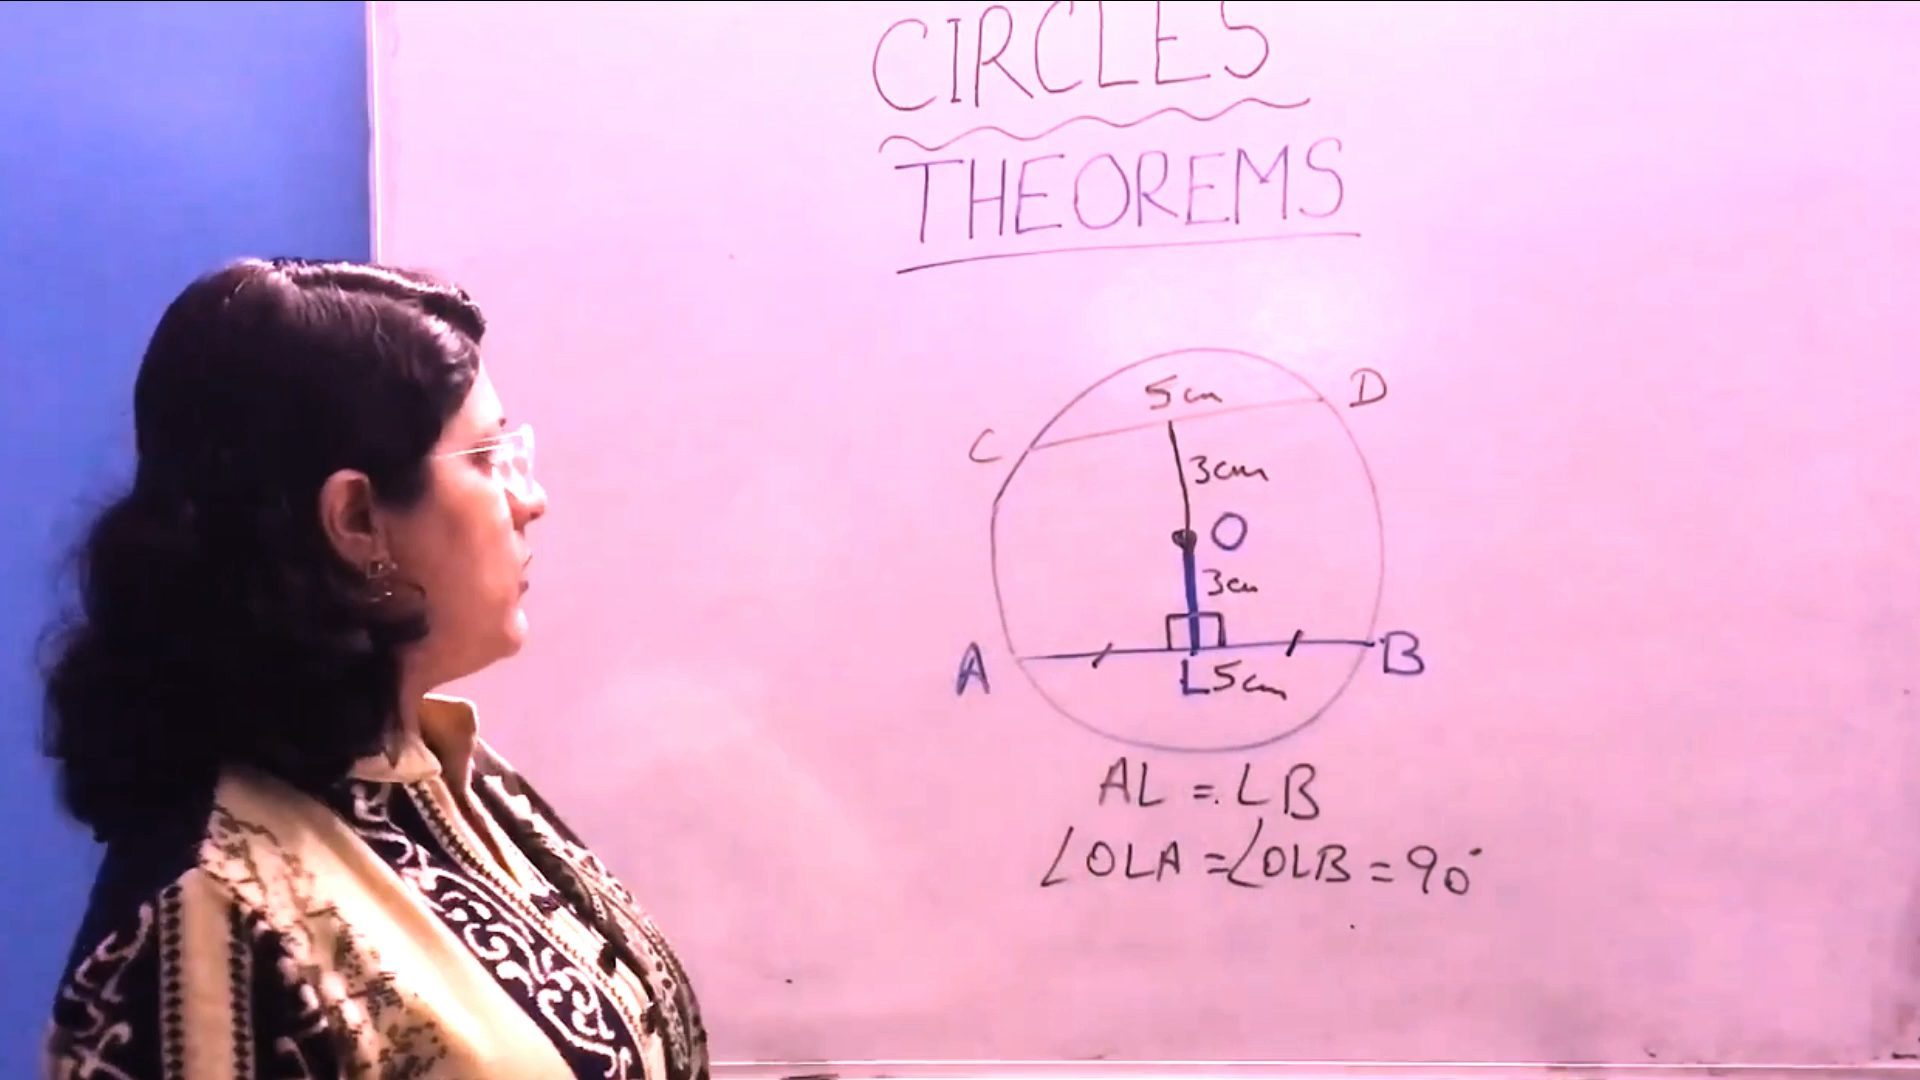 CIRCLES
THEOREMS
5cm
D
C
3cm
O
3cm
A
B
L 5cm
AL = LB
∠OLA = ∠OLB = 90°